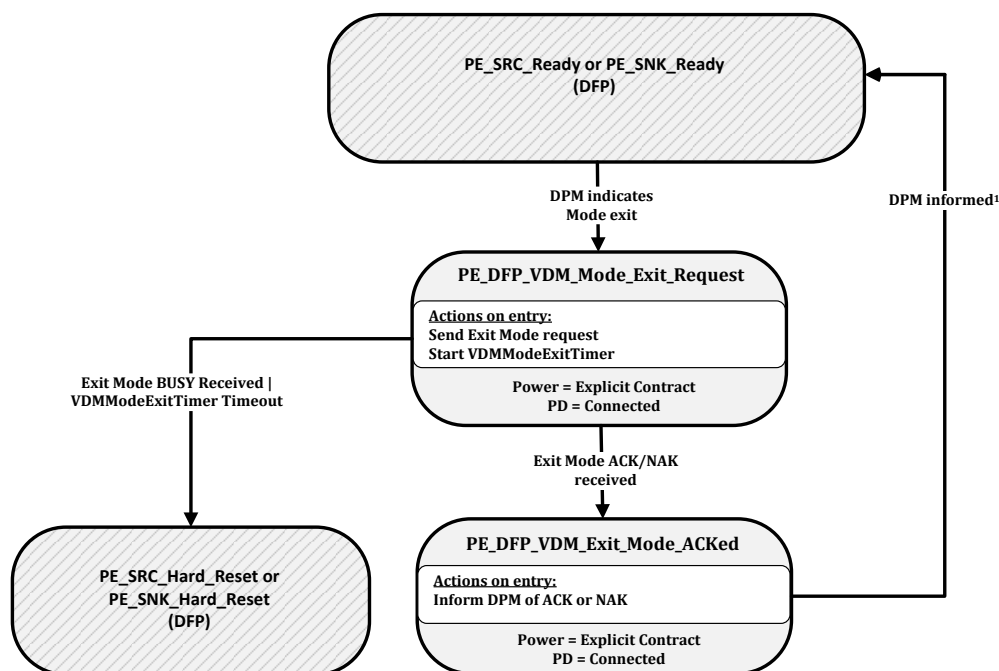 PE_SRC_Ready or PE_SNK_Ready
(DFP)
DPM indicates
Mode exit
DPM informed¹
PE_DFP_VDM_Mode_Exit_Request
Actions on entry:
Send Exit Mode request
Start VDMModeExitTimer
Power = Explicit Contract
PD = Connected
Exit Mode BUSY Received |
VDMModeExitTimer Timeout
Exit Mode ACK/NAK
received
PE_SRC_Hard_Reset or
PE_SNK_Hard_Reset
(DFP)
PE_DFP_VDM_Exit_Mode_ACKed
Actions on entry:
Inform DPM of ACK or NAK
Power = Explicit Contract
PD = Connected